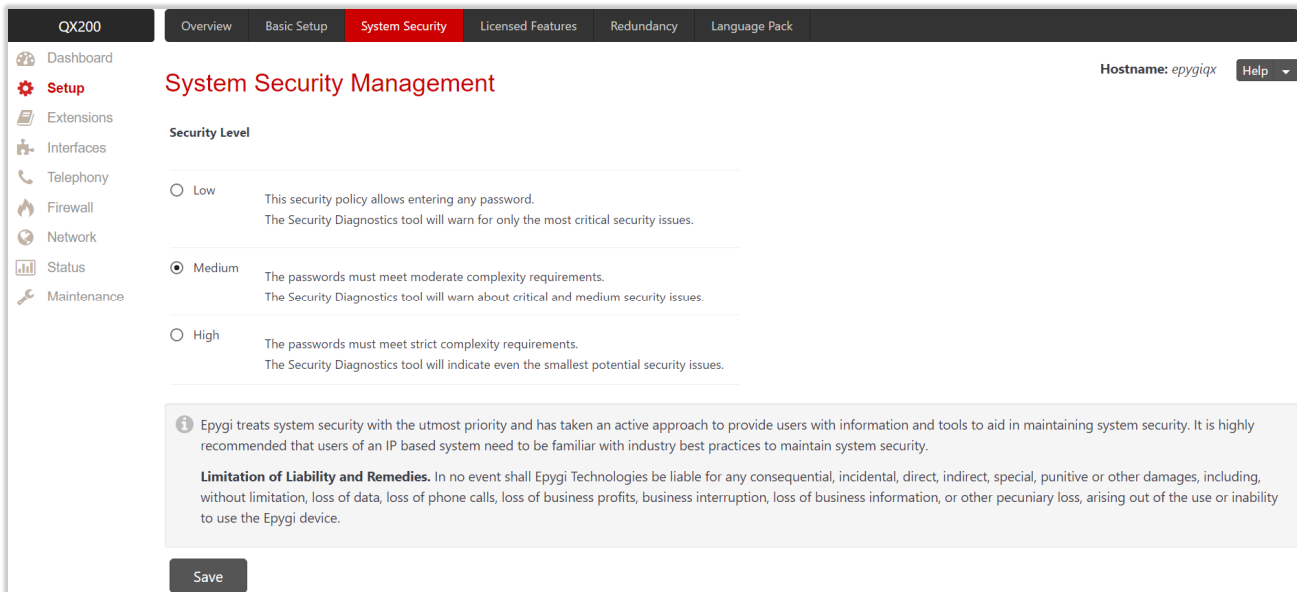 QX200
Overview
Basic Setup
System Security
Licensed Features
Redundancy
Language Pack
Dashboard
Setup
Extensions
Interfaces
Telephony
Firewall
Network
Status
Maintenance
Hostname: epygiqx
Help
System Security Management
Security Level
Low
This security policy allows entering any password.
The Security Diagnostics tool will warn for only the most critical security issues.
Medium
The passwords must meet moderate complexity requirements.
The Security Diagnostics tool will warn about critical and medium security issues.
High
The passwords must meet strict complexity requirements.
The Security Diagnostics tool will indicate even the smallest potential security issues.
Epygi treats system security with the utmost priority and has taken an active approach to provide users with information and tools to aid in maintaining system security. It is highly
recommended that users of an IP based system need to be familiar with industry best practices to maintain system security.
Limitation of Liability and Remedies. In no event shall Epygi Technologies be liable for any consequential, incidental, direct, indirect, special, punitive or other damages, including,
without limitation, loss of data, loss of phone calls, loss of business profits, business interruption, loss of business information, or other pecuniary loss, arising out of the use or inability
to use the Epygi device.
Save